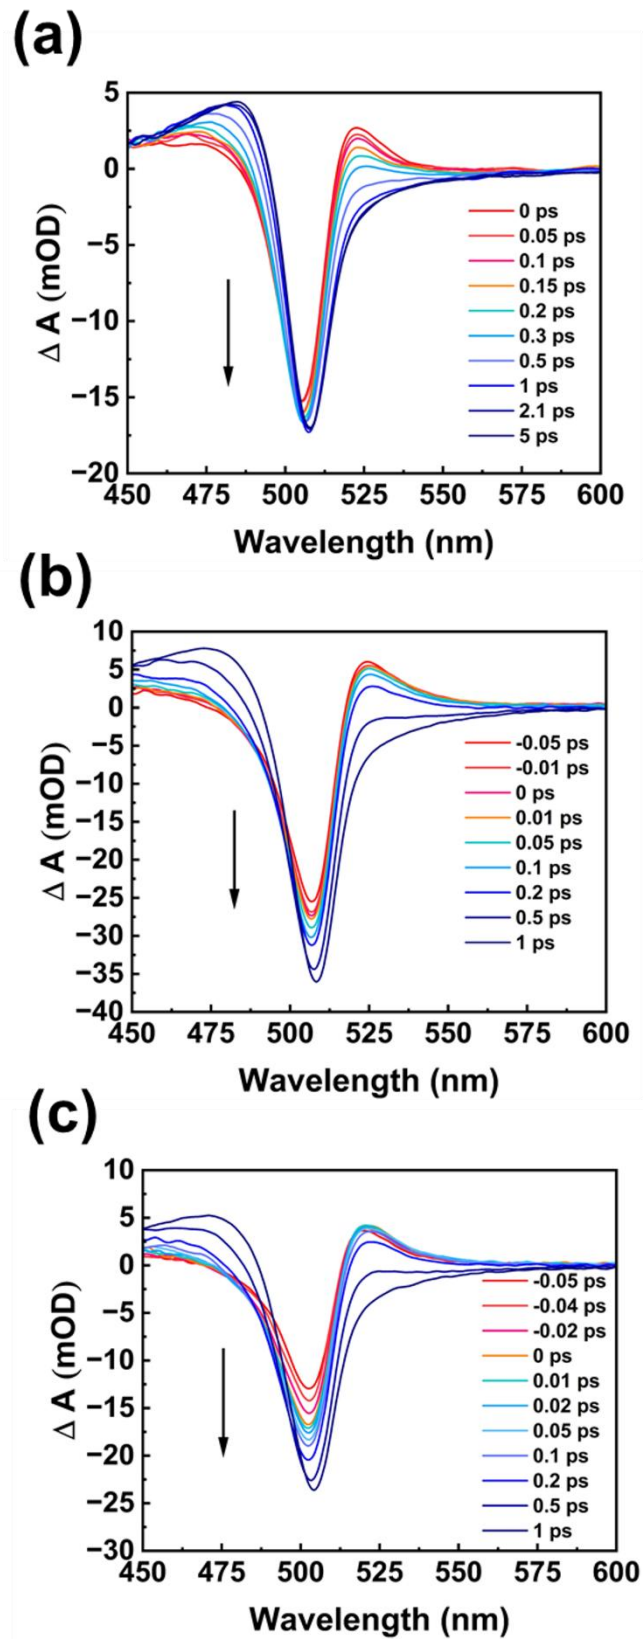 (a)
5
0
−5
−10
−15
−20
Δ A (mOD)
0 ps
0.05 ps
0.1 ps
0.15 ps
0.2 ps
0.3 ps
0.5 ps
1 ps
2.1 ps
5 ps
450 475 500 525 550 575 600
Wavelength (nm)
(b)
10
5
0
−5
−10
−15
−20
−25
−30
−35
−40
Δ A (mOD)
-0.05 ps
-0.01 ps
0 ps
0.01 ps
0.05 ps
0.1 ps
0.2 ps
0.5 ps
1 ps
450 475 500 525 550 575 600
Wavelength (nm)
(c)
10
5
0
−5
−10
−15
−20
−25
−30
Δ A (mOD)
-0.05 ps
-0.04 ps
-0.02 ps
0 ps
0.01 ps
0.02 ps
0.05 ps
0.1 ps
0.2 ps
0.5 ps
1 ps
450 475 500 525 550 575 600
Wavelength (nm)